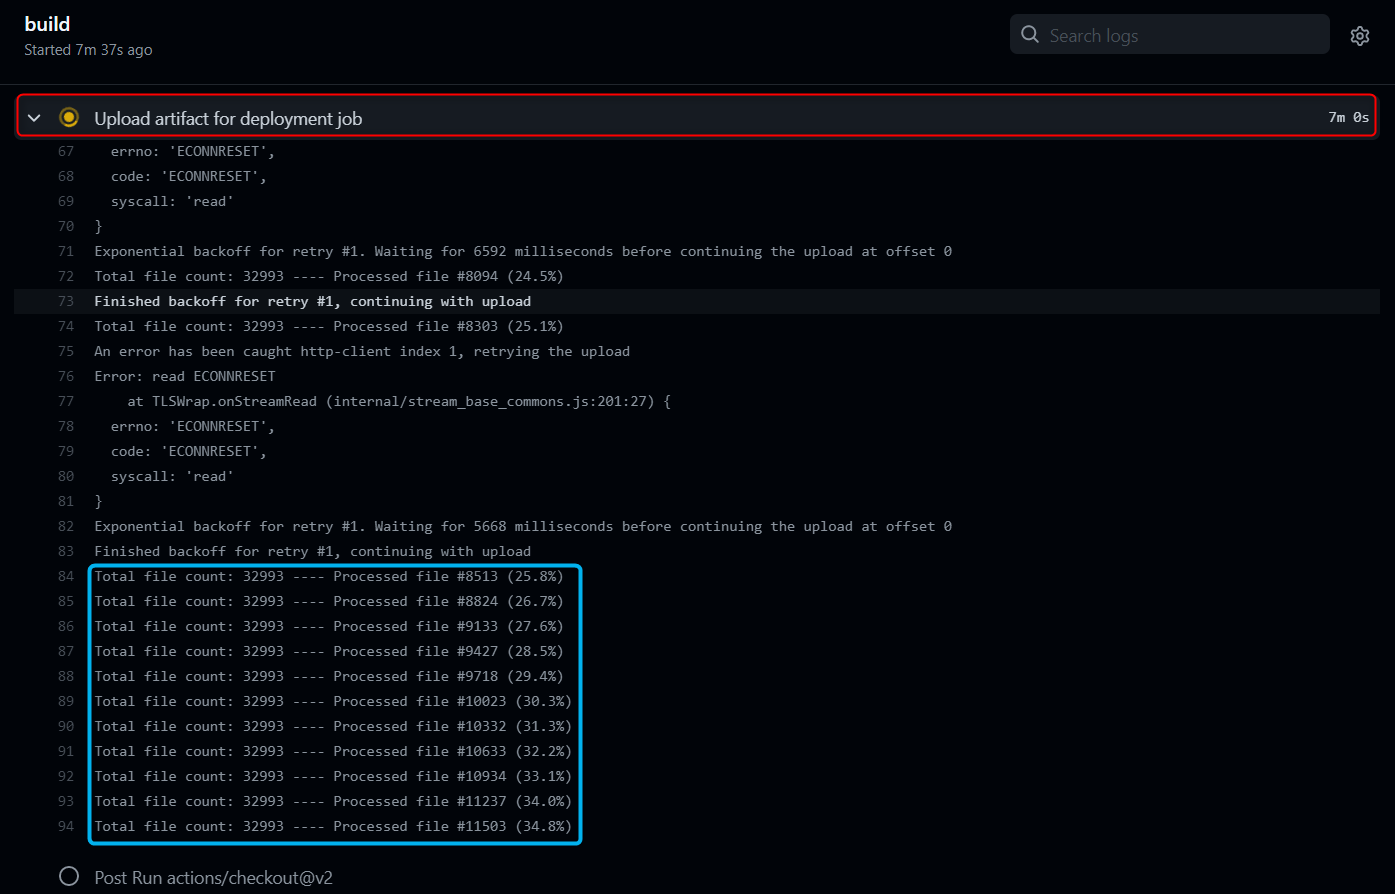 build
Started 7m 37s ago
Search logs
Upload artifact for deployment job 7m 0s
67 errno: 'ECONNRESET',
68 code: 'ECONNRESET',
69 syscall: 'read'
70 }
71 Exponential backoff for retry #1. Waiting for 6592 milliseconds before continuing the upload at offset 0
72 Total file count: 32993 ---- Processed file #8094 (24.5%)
73 Finished backoff for retry #1, continuing with upload
74 Total file count: 32993 ---- Processed file #8303 (25.1%)
75 An error has been caught http-client index 1, retrying the upload
76 Error: read ECONNRESET
77 at TLSWrap.onStreamRead (internal/stream_base_commons.js:201:27) {
78 errno: 'ECONNRESET',
79 code: 'ECONNRESET',
80 syscall: 'read'
81 }
82 Exponential backoff for retry #1. Waiting for 5668 milliseconds before continuing the upload at offset 0
83 Finished backoff for retry #1, continuing with upload
84 Total file count: 32993 ---- Processed file #8513 (25.8%)
85 Total file count: 32993 ---- Processed file #8824 (26.7%)
86 Total file count: 32993 ---- Processed file #9133 (27.6%)
87 Total file count: 32993 ---- Processed file #9427 (28.5%)
88 Total file count: 32993 ---- Processed file #9718 (29.4%)
89 Total file count: 32993 ---- Processed file #10023 (30.3%)
90 Total file count: 32993 ---- Processed file #10332 (31.3%)
91 Total file count: 32993 ---- Processed file #10633 (32.2%)
92 Total file count: 32993 ---- Processed file #10934 (33.1%)
93 Total file count: 32993 ---- Processed file #11237 (34.0%)
94 Total file count: 32993 ---- Processed file #11503 (34.8%)
Post Run actions/checkout@v2